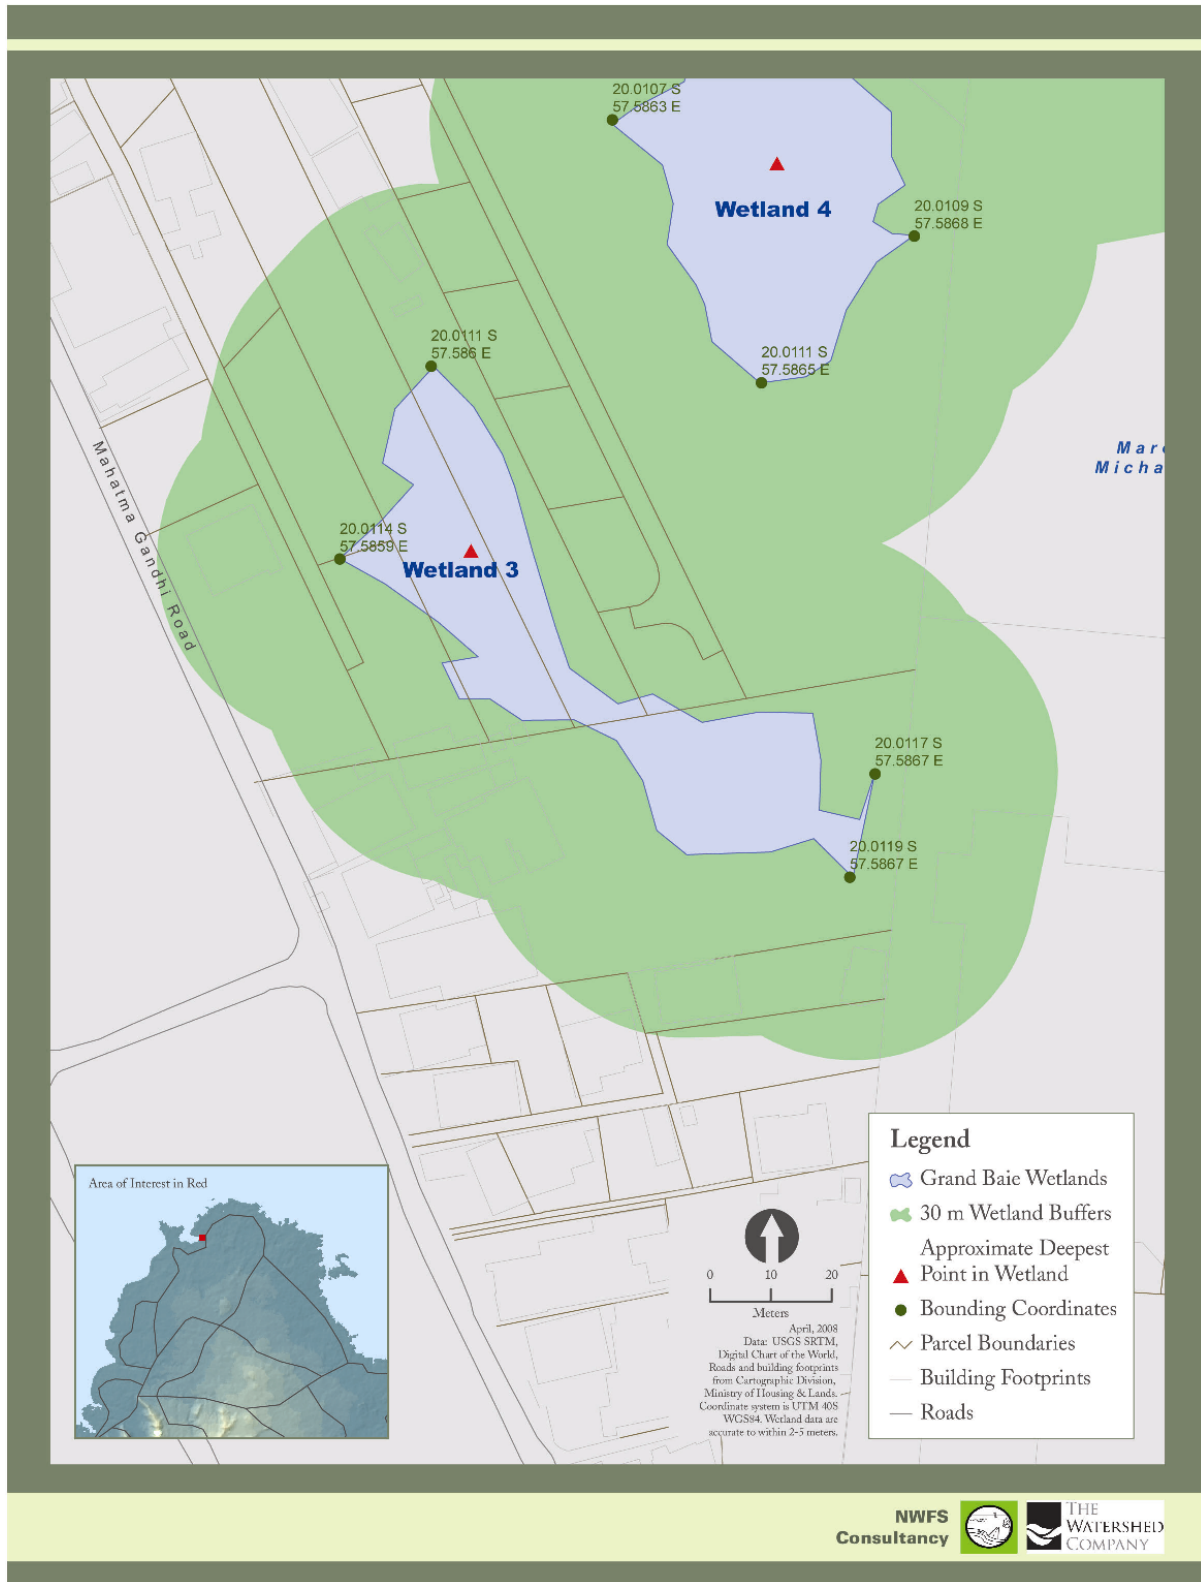 20.0107 S
57.5863 E
Wetland 4
20.0109 S
57.5868 E
20.0111 S
57.586 E
20.0111 S
57.5865 E
Mahatma Gandhi Road
20.0114 S
57.5859 E
Wetland 3
20.0117 S
57.5867 E
20.0119 S
57.5867 E
Area of Interest in Red
0 10 20
Meters
April, 2008
Data: USGS SRTM,
Digital Chart of the World,
Roads and building footprints
from Cartographic Division,
Ministry of Housing & Lands.
Coordinate system is UTM 40S
WGS84. Wetland data are
accurate to within 2-5 meters.
Legend
Grand Baie Wetlands
30 m Wetland Buffers
Approximate Deepest
Point in Wetland
Bounding Coordinates
Parcel Boundaries
Building Footprints
Roads
NWFS
Consultancy
THE
WATERSHED
COMPANY